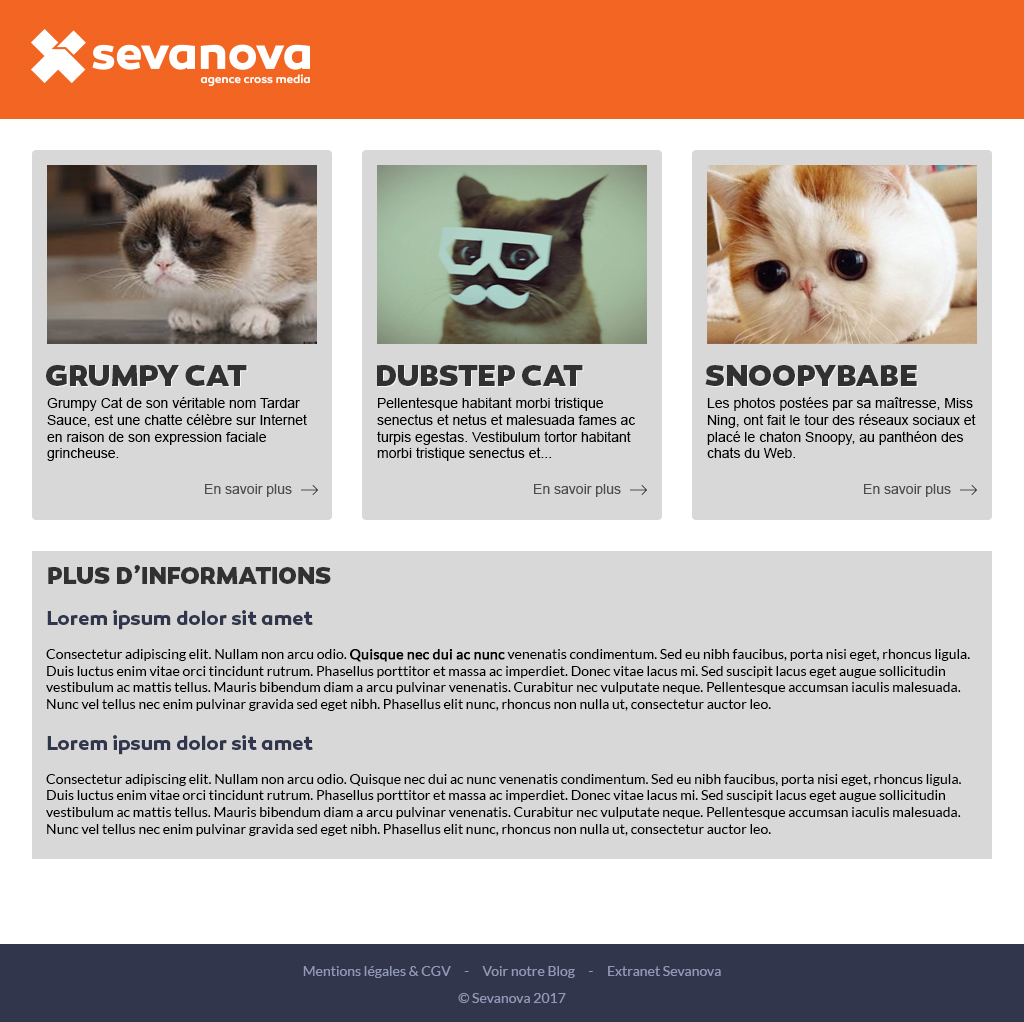 sevanova
agence cross media
GRUMPY CAT
Grumpy Cat de son véritable nom Tardar
Sauce, est une chatte célèbre sur Internet
en raison de son expression faciale
grincheuse.
En savoir plus →
DUBSTEP CAT
Pellentesque habitant morbi tristique
senectus et netus et malesuada fames ac
turpis egestas. Vestibulum tortor habitant
morbi tristique senectus et...
En savoir plus →
SNOOPYBABE
Les photos postées par sa maîtresse, Miss
Ning, ont fait le tour des réseaux sociaux et
placé le chaton Snoopy, au panthéon des
chats du Web.
En savoir plus →
PLUS D’INFORMATIONS
Lorem ipsum dolor sit amet
Consectetur adipiscing elit. Nullam non arcu odio. Quisque nec dui ac nunc venenatis condimentum. Sed eu nibh faucibus, porta nisi eget, rhoncus ligula.
Duis luctus enim vitae orci tincidunt rutrum. Phasellus porttitor et massa ac imperdiet. Donec vitae lacus mi. Sed suscipit lacus eget augue sollicitudin
vestibulum ac mattis tellus. Mauris bibendum diam a arcu pulvinar venenatis. Curabitur nec vulputate neque. Pellentesque accumsan iaculis malesuada.
Nunc vel tellus nec enim pulvinar gravida sed eget nibh. Phasellus elit nunc, rhoncus non nulla ut, consectetur auctor leo.
Lorem ipsum dolor sit amet
Consectetur adipiscing elit. Nullam non arcu odio. Quisque nec dui ac nunc venenatis condimentum. Sed eu nibh faucibus, porta nisi eget, rhoncus ligula.
Duis luctus enim vitae orci tincidunt rutrum. Phasellus porttitor et massa ac imperdiet. Donec vitae lacus mi. Sed suscipit lacus eget augue sollicitudin
vestibulum ac mattis tellus. Mauris bibendum diam a arcu pulvinar venenatis. Curabitur nec vulputate neque. Pellentesque accumsan iaculis malesuada.
Nunc vel tellus nec enim pulvinar gravida sed eget nibh. Phasellus elit nunc, rhoncus non nulla ut, consectetur auctor leo.
Mentions légales & CGV - Voir notre Blog - Extranet Sevanova
© Sevanova 2017